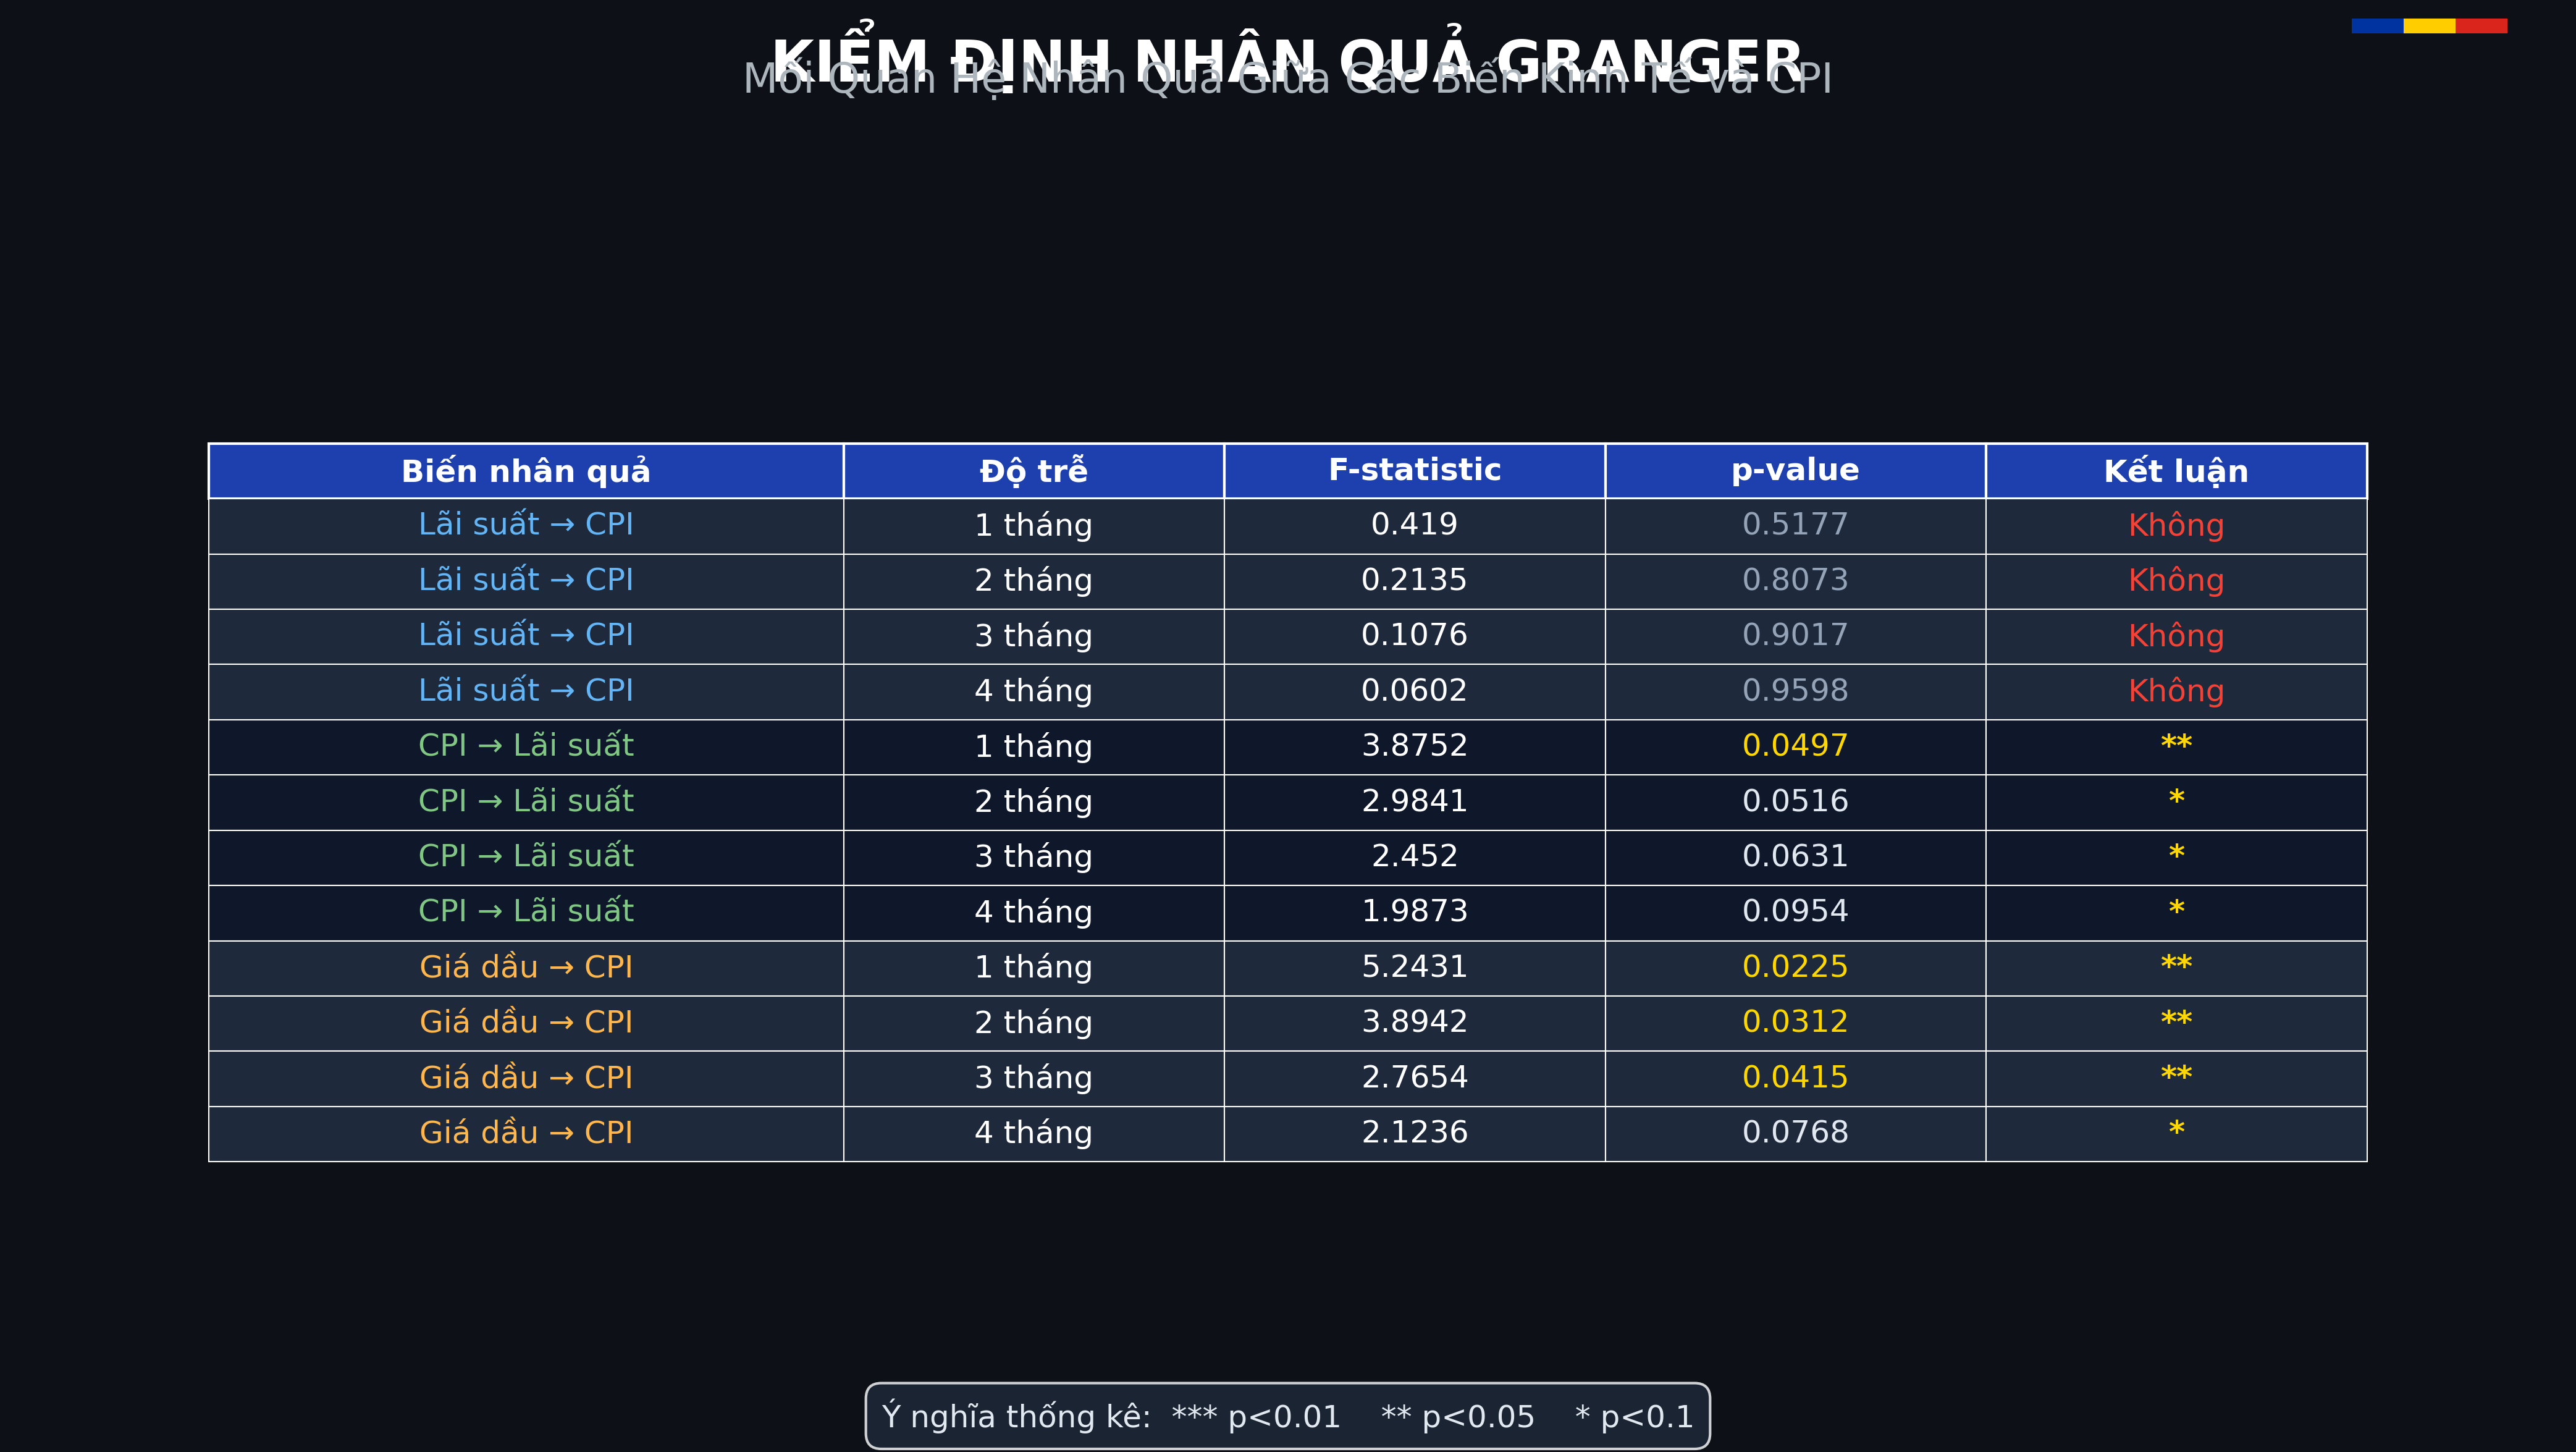 KIỂM ĐỊNH NHÂN QUẢ GRANGER
Mối Quan Hệ Nhân Quả Giữa Các Biến Kinh Tế và CPI
Biến nhân quả Độ trễ F-statistic p-value Kết luận
Lãi suất → CPI 1 tháng 0.419 0.5177 Không
Lãi suất → CPI 2 tháng 0.2135 0.8073 Không
Lãi suất → CPI 3 tháng 0.1076 0.9017 Không
Lãi suất → CPI 4 tháng 0.0602 0.9598 Không
CPI → Lãi suất 1 tháng 3.8752 0.0497 **
CPI → Lãi suất 2 tháng 2.9841 0.0516 *
CPI → Lãi suất 3 tháng 2.452 0.0631 *
CPI → Lãi suất 4 tháng 1.9873 0.0954 *
Giá dầu → CPI 1 tháng 5.2431 0.0225 **
Giá dầu → CPI 2 tháng 3.8942 0.0312 **
Giá dầu → CPI 3 tháng 2.7654 0.0415 **
Giá dầu → CPI 4 tháng 2.1236 0.0768 *
Ý nghĩa thống kê: *** p<0.01 ** p<0.05 * p<0.1